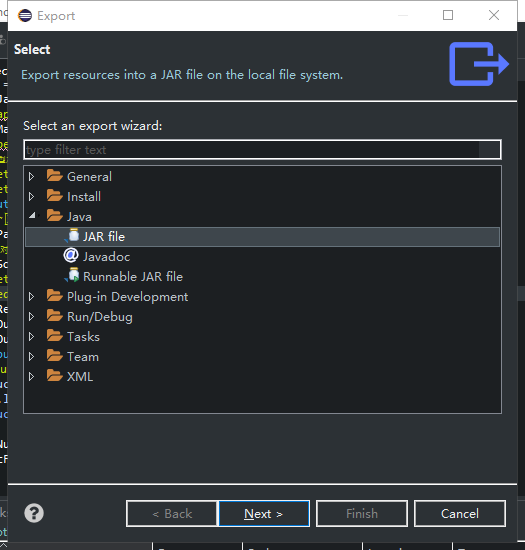 Export
Select
Export resources into a JAR file on the local file system.
Select an export wizard:
type filter text
General
Install
Java
JAR file
Javadoc
Runnable JAR file
Plug-in Development
Run/Debug
Tasks
Team
XML
< Back
Next >
Finish
Cancel